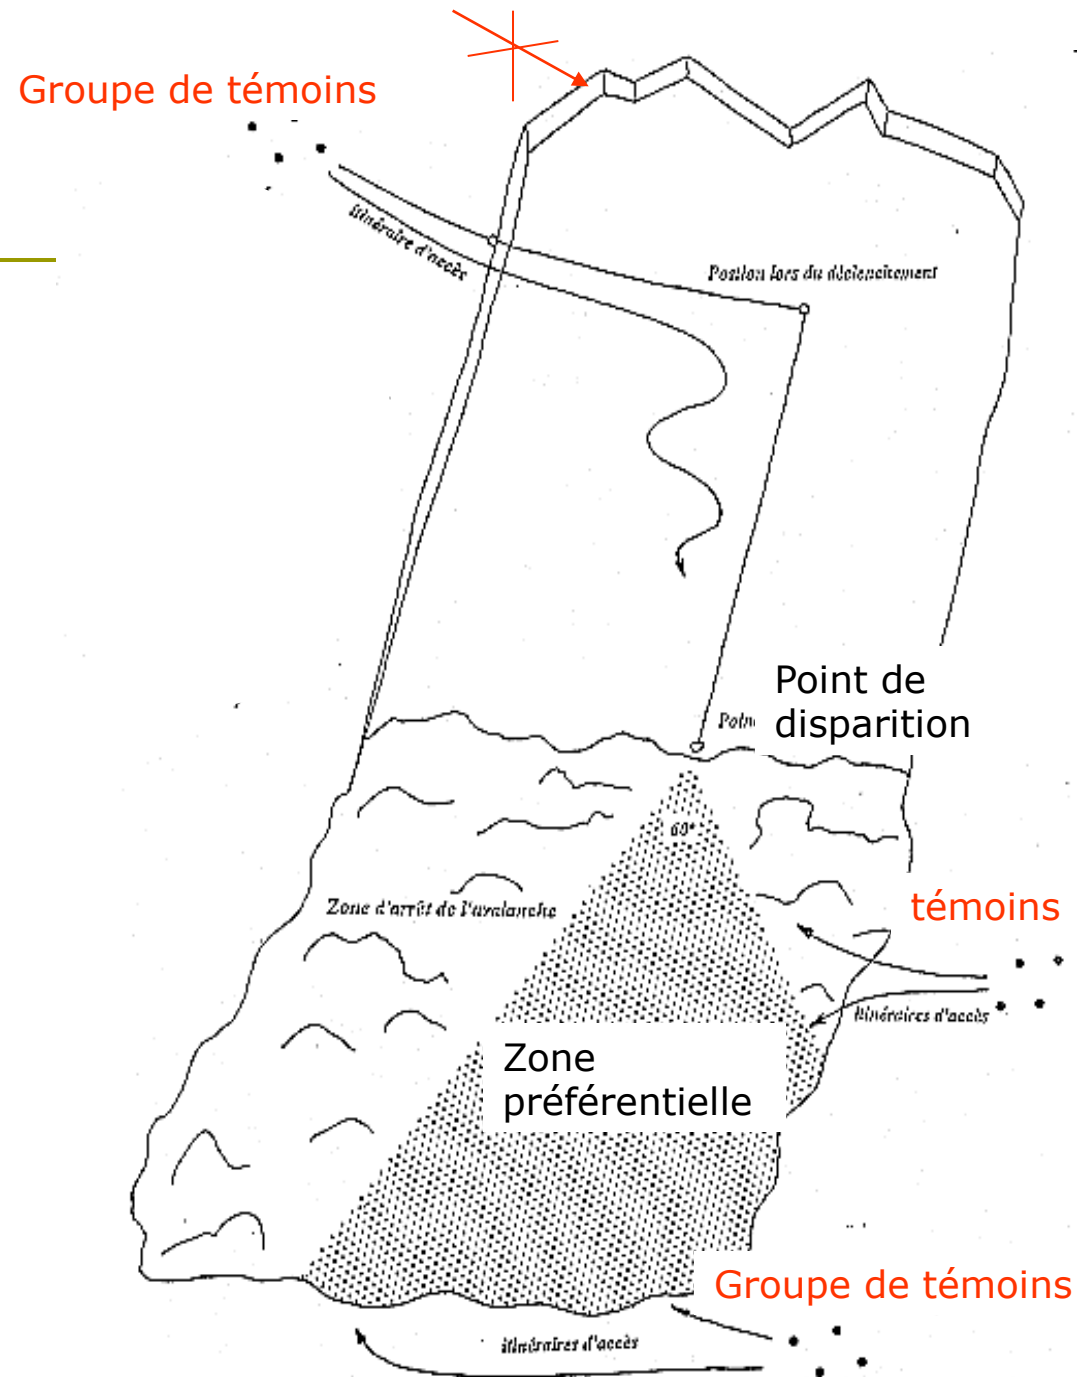 Groupe de témoins
itinéraire d'accès
Position lors du déclenchement
Point de
disparition
Poin
60°
Zone d'arrêt de l'avalanche
témoins
itinéraires d'accès
Zone
préférentielle
Groupe de témoins
itinéraires d'accès